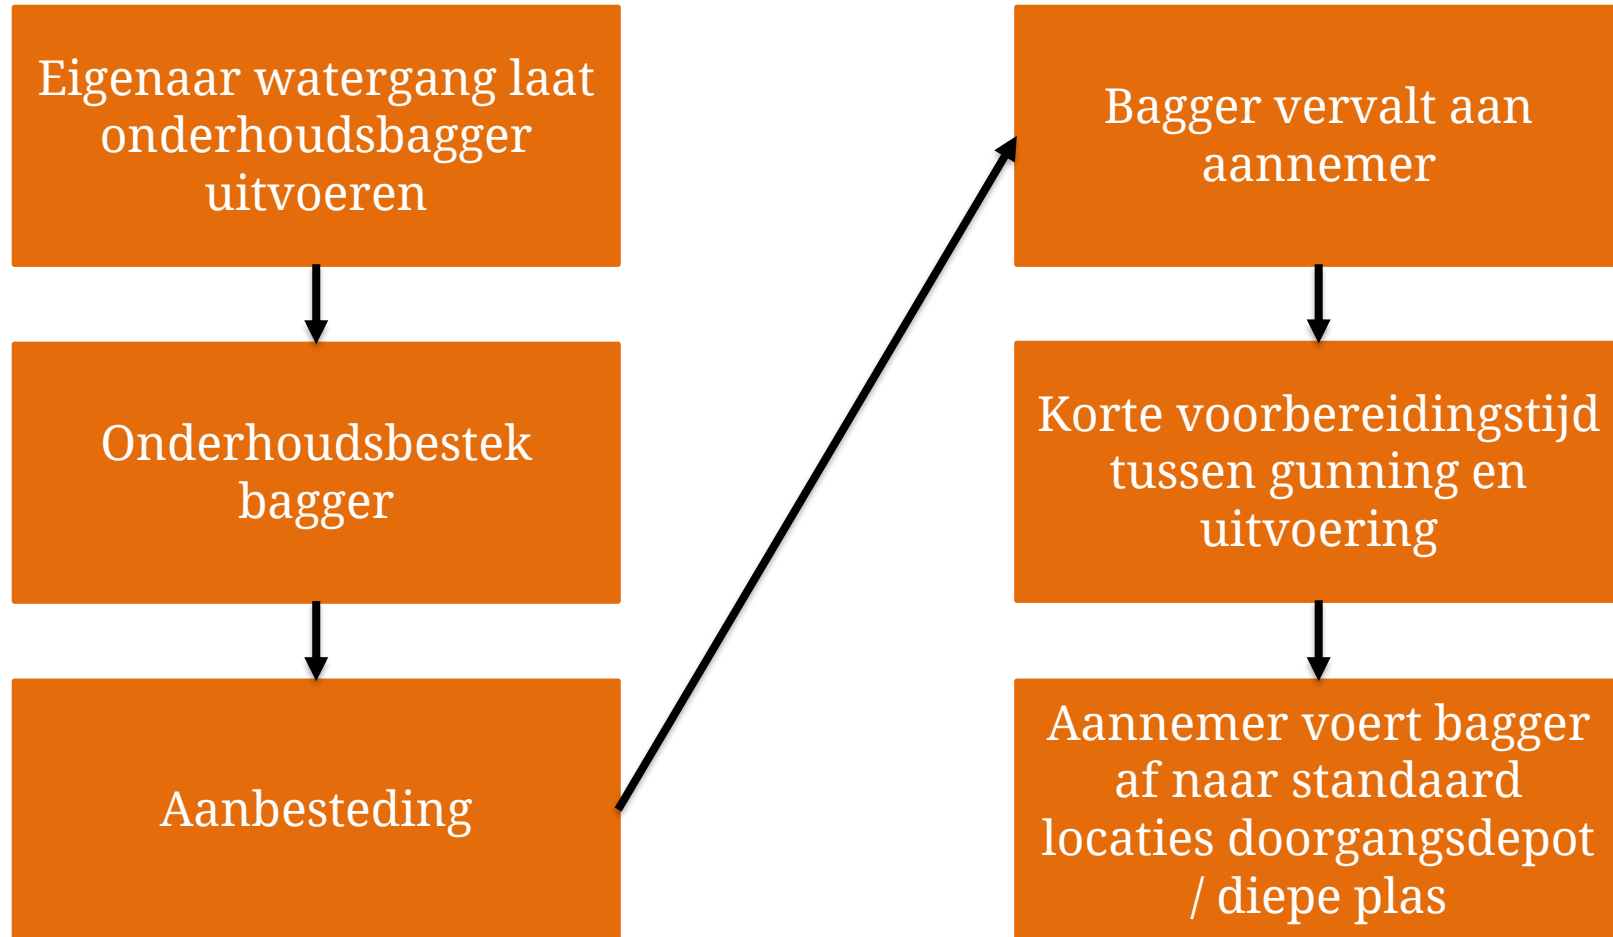 Eigenaar watergang laat
onderhoudsbagger
uitvoeren
Onderhoudsbestek
bagger
Aanbesteding
Bagger vervalt aan
aannemer
Korte voorbereidingstijd
tussen gunning en
uitvoering
Aannemer voert bagger
af naar standaard
locaties doorgangsdepot
/ diepe plas